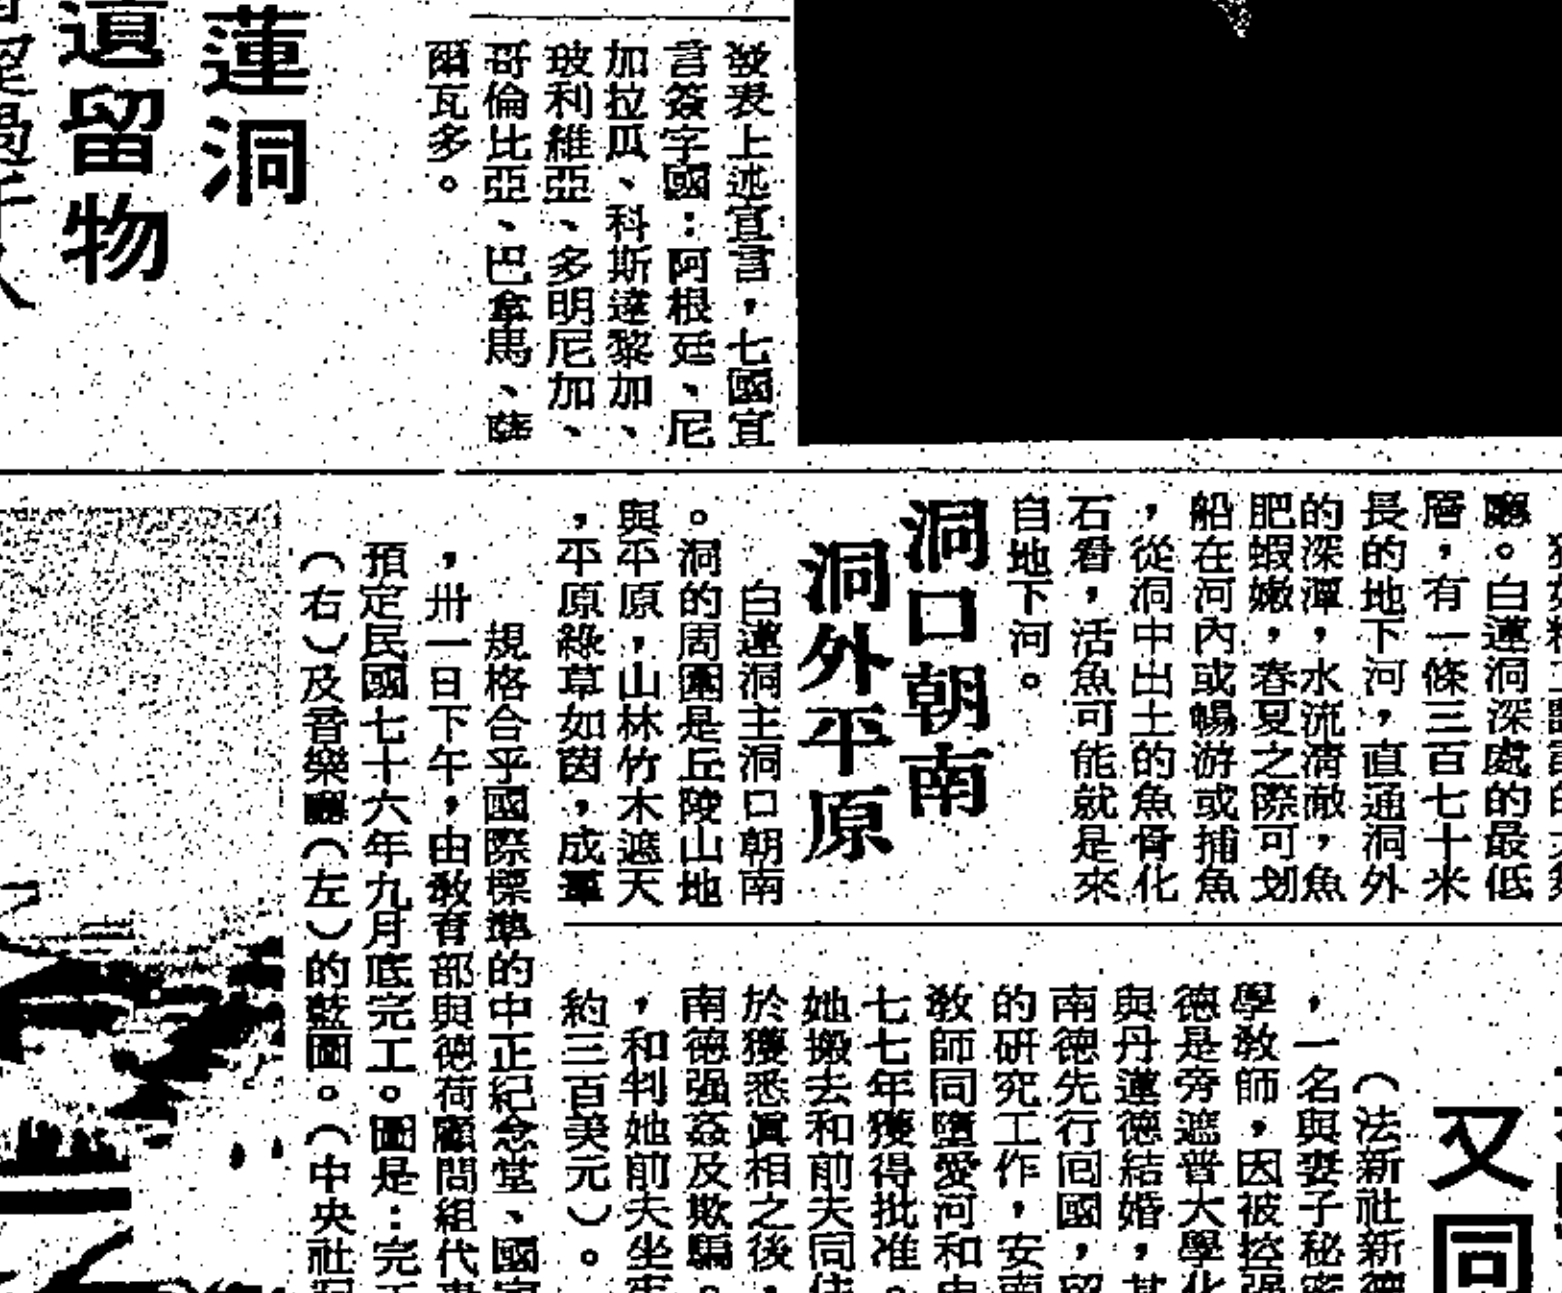 發表上述宣言，七國宣
言簽字國：阿根廷、尼
加拉瓜、科斯達黎加、
玻利維亞、多明尼加、
哥倫比亞、巴拿馬、薩
爾瓦多。
蓮洞
遺留物
廳。白蓮洞深處的最低
層，有一條三百七十米
長的地下河，直通洞外
的深潭，水流清澈，魚
肥蝦嫩，春夏之際可划
船在河內或暢游或捕魚
，從洞中出土的魚骨化
石看，活魚可能就是來
自地下河。
洞口朝南
洞外平原
白蓮洞主洞口朝南
。洞的周圍是丘陵山地
與平原，山林竹木遮天
，平原綠草如茵，成羣
規格合乎國際標準的中正紀念堂、國家
，卅一日下午，由敎育部與德荷顧問組代表
預定民國七十六年九月底完工。圖是：完工
（右）及音樂廳（左）的藍圖。（中央社
又同
（法新社新德
，一名與妻子秘密
學敎師，因被控强
德是旁遮普大學化
與丹蓮德結婚，其
南德先行回國，留
的研究工作，安南
敎師同墮愛河和申
七七年獲得批准。
她搬去和前夫同住
於獲悉眞相之後，
南德强姦及欺騙。
，和判她前夫坐牢
約三百美元）。